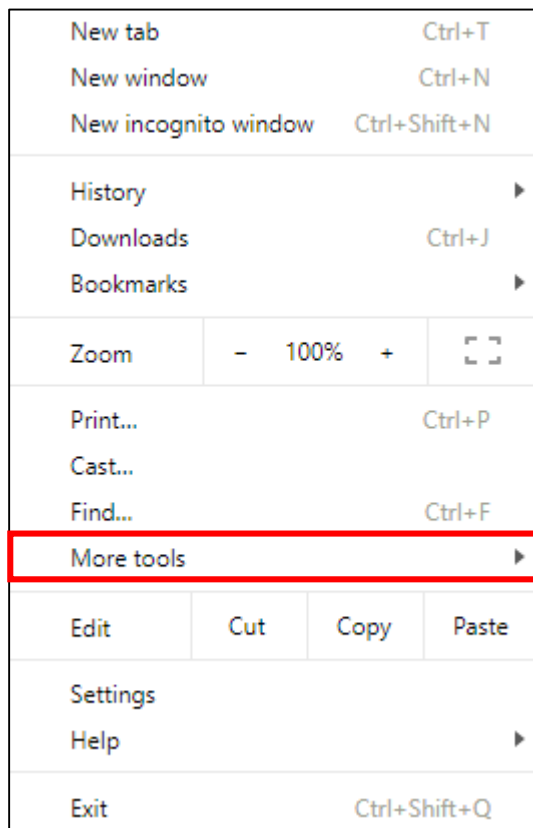 New tab Ctrl+T
New window Ctrl+N
New incognito window Ctrl+Shift+N
History
Downloads Ctrl+J
Bookmarks
Zoom − 100% +
Print... Ctrl+P
Cast...
Find... Ctrl+F
More tools
Edit Cut Copy Paste
Settings
Help
Exit Ctrl+Shift+Q